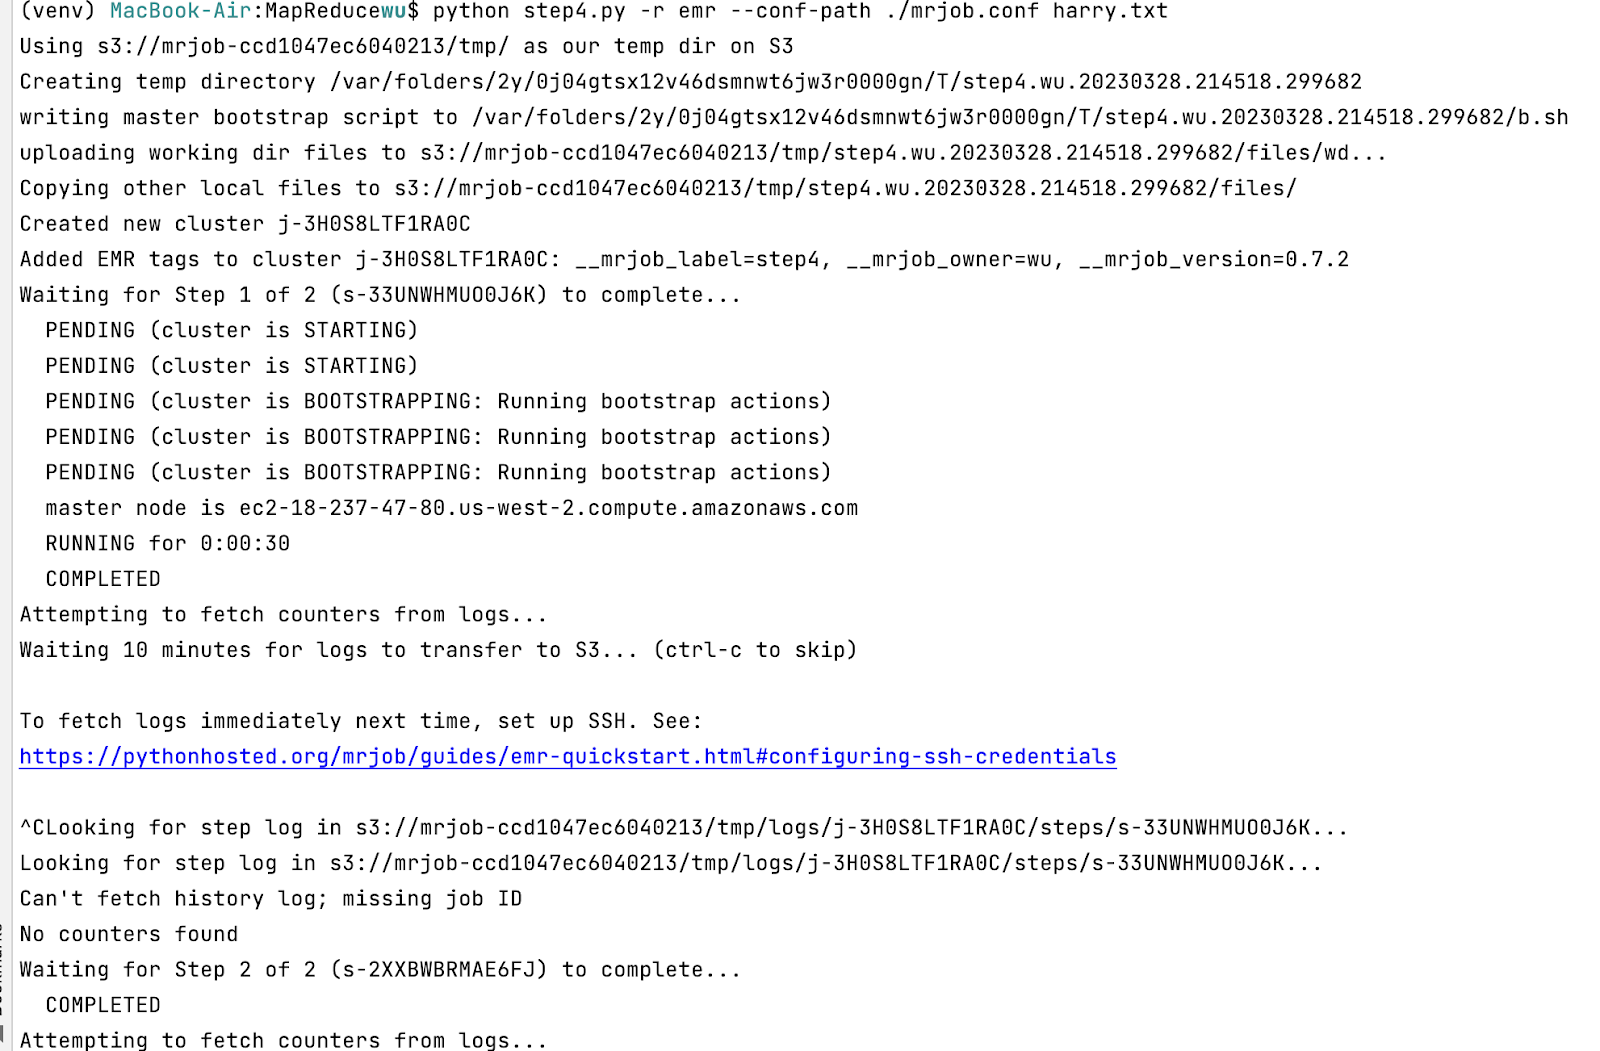 (venv) MacBook-Air:MapReducewu$ python step4.py -r emr --conf-path ./mrjob.conf harry.txt
Using s3://mrjob-ccd1047ec6040213/tmp/ as our temp dir on S3
Creating temp directory /var/folders/2y/0j04gtsx12v46dsmnwt6jw3r0000gn/T/step4.wu.20230328.214518.299682
writing master bootstrap script to /var/folders/2y/0j04gtsx12v46dsmnwt6jw3r0000gn/T/step4.wu.20230328.214518.299682/b.sh
uploading working dir files to s3://mrjob-ccd1047ec6040213/tmp/step4.wu.20230328.214518.299682/files/wd...
Copying other local files to s3://mrjob-ccd1047ec6040213/tmp/step4.wu.20230328.214518.299682/files/
Created new cluster j-3H0S8LTF1RA0C
Added EMR tags to cluster j-3H0S8LTF1RA0C: __mrjob_label=step4, __mrjob_owner=wu, __mrjob_version=0.7.2
Waiting for Step 1 of 2 (s-33UNWHMUO0J6K) to complete...
PENDING (cluster is STARTING)
PENDING (cluster is STARTING)
PENDING (cluster is BOOTSTRAPPING: Running bootstrap actions)
PENDING (cluster is BOOTSTRAPPING: Running bootstrap actions)
PENDING (cluster is BOOTSTRAPPING: Running bootstrap actions)
master node is ec2-18-237-47-80.us-west-2.compute.amazonaws.com
RUNNING for 0:00:30
COMPLETED
Attempting to fetch counters from logs...
Waiting 10 minutes for logs to transfer to S3... (ctrl-c to skip)
To fetch logs immediately next time, set up SSH. See:
https://pythonhosted.org/mrjob/guides/emr-quickstart.html#configuring-ssh-credentials
^CLooking for step log in s3://mrjob-ccd1047ec6040213/tmp/logs/j-3H0S8LTF1RA0C/steps/s-33UNWHMUO0J6K...
Looking for step log in s3://mrjob-ccd1047ec6040213/tmp/logs/j-3H0S8LTF1RA0C/steps/s-33UNWHMUO0J6K...
Can't fetch history log; missing job ID
No counters found
Waiting for Step 2 of 2 (s-2XXBWBRMAE6FJ) to complete...
COMPLETED
Attempting to fetch counters from logs...